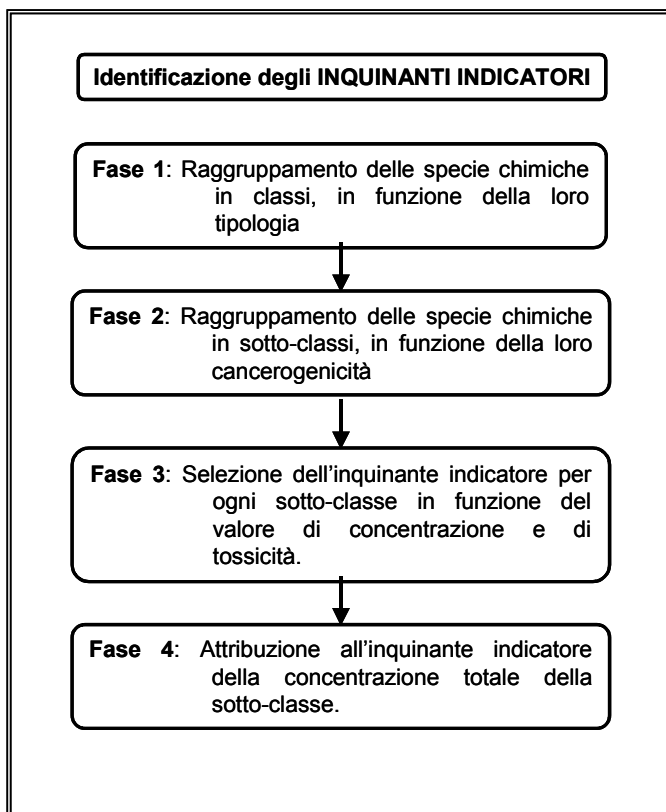 Identificazione degli INQUINANTI INDICATORI
Fase 1: Raggruppamento delle specie chimiche
in classi, in funzione della loro
tipologia
Fase 2: Raggruppamento delle specie chimiche
in sotto-classi, in funzione della loro
cancerogenicità
Fase 3: Selezione dell'inquinante indicatore per
ogni sotto-classe in funzione del
valore di concentrazione e di
tossicità.
Fase 4: Attribuzione all'inquinante indicatore
della concentrazione totale della
sotto-classe.